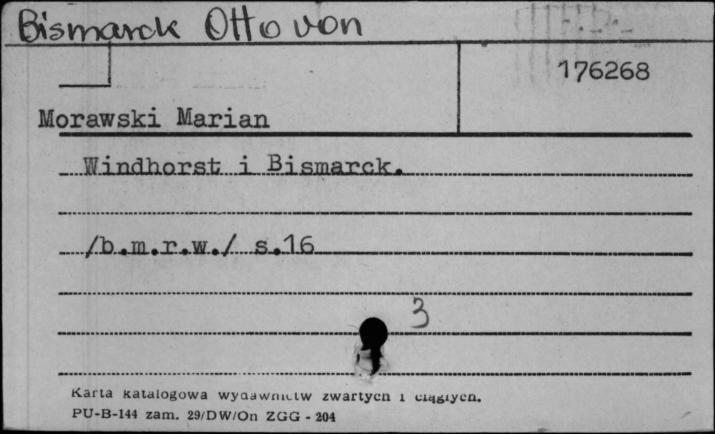 Bismarck Otto von
176268
Morawski Marian
Windhorst i Bismarck.
/b.m.r.w./ s.16
3
Karta katalogowa wydawnictw zwartych i ciągłych.
PU-B-144 zam. 29/DW/On ZGG - 204